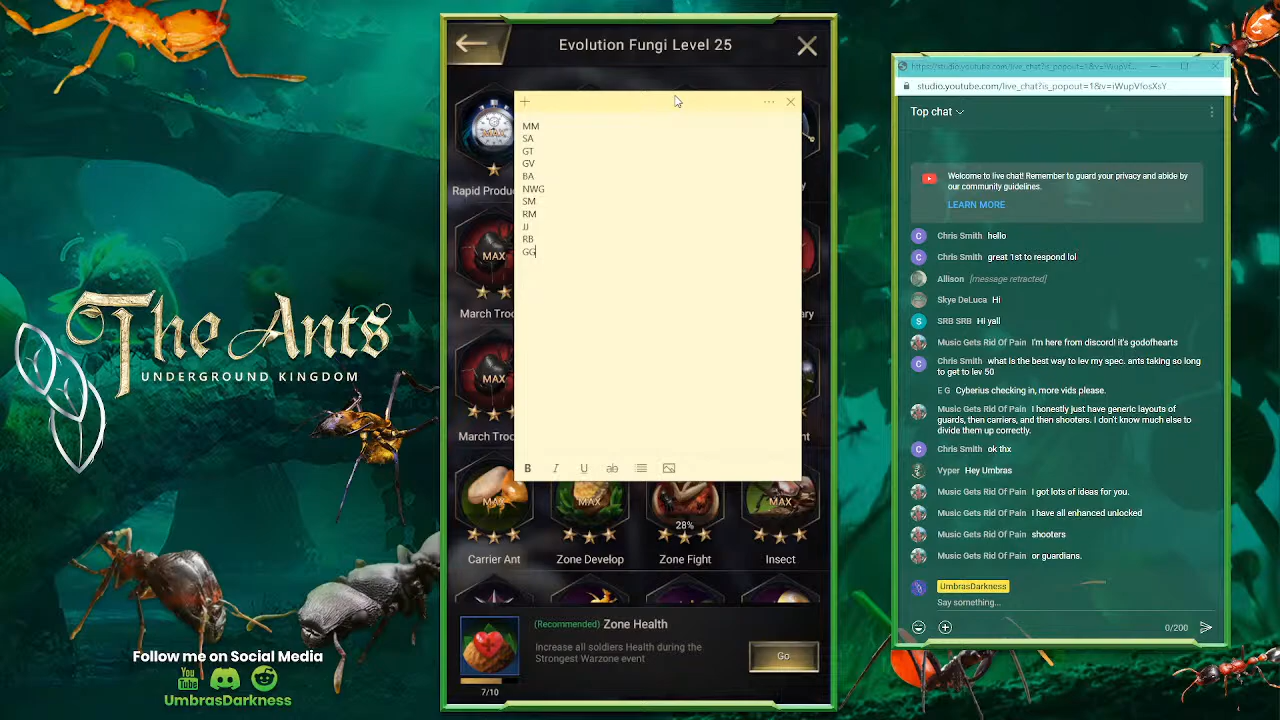 The Ants
UNDERGROUND KINGDOM
Follow me on Social Media
You
Tube
UmbrasDarkness
Evolution Fungi Level 25
MAX
Rapid Produ
MAX
March Troo
MAX
March Troo
MM
SA
GT
GV
BA
NWG
SM
RM
JJ
RB
GG
B I U ab
MAX
Carrier Ant
MAX
Zone Develop
28%
Zone Fight
MAX
Insect
(Recommended) Zone Health
Increase all soldiers Health during the
Strongest Warzone event
Go
7/10
studio.youtube.com/live_chat?is_popout=1&v=iWupVfosXsY
Top chat
Welcome to live chat! Remember to guard your privacy and abide by
our community guidelines.
LEARN MORE
C Chris Smith hello
C Chris Smith great 1st to respond lol
Allison [message retracted]
Skye DeLuca Hi
S SRB SRB Hi yall
Music Gets Rid Of Pain I'm here from discord! it's godofhearts
C Chris Smith what is the best way to lev my spec. ants taking so long
to get to lev 50
E G Cyberius checking in, more vids please.
Music Gets Rid Of Pain I honestly just have generic layouts of
guards, then carriers, and then shooters. I don't know much else to
divide them up correctly.
C Chris Smith ok thx
Vyper Hey Umbras
Music Gets Rid Of Pain I got lots of ideas for you.
Music Gets Rid Of Pain I have all enhanced unlocked
Music Gets Rid Of Pain shooters
Music Gets Rid Of Pain or guardians.
UmbrasDarkness
Say something...
0/200